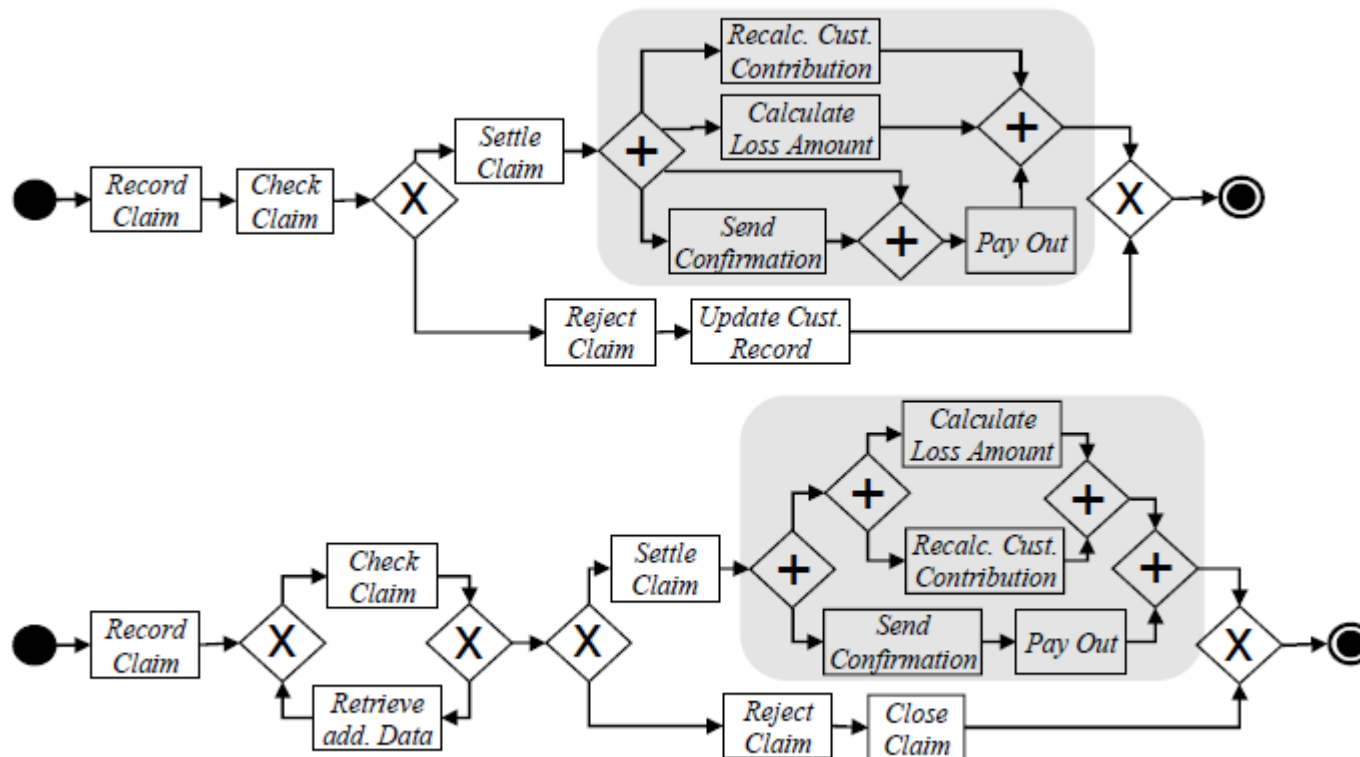 Recalc. Cust.
Contribution
Calculate
Loss Amount
Settle
Claim
+
+
Record
Claim
Check
Claim
X
X
Send
Confirmation
+
Pay Out
Reject
Claim
Update Cust.
Record
Calculate
Loss Amount
+
+
Check
Claim
Settle
Claim
Recalc. Cust.
Contribution
+
+
Record
Claim
X
X
X
Send
Confirmation
Pay Out
X
Retrieve
add. Data
Reject
Claim
Close
Claim